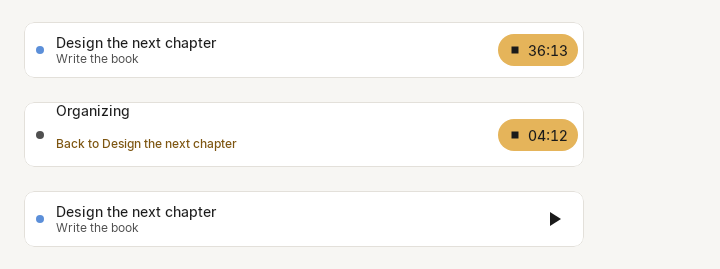 Design the next chapter
Write the book
36:13
Organizing
Back to Design the next chapter
04:12
Design the next chapter
Write the book